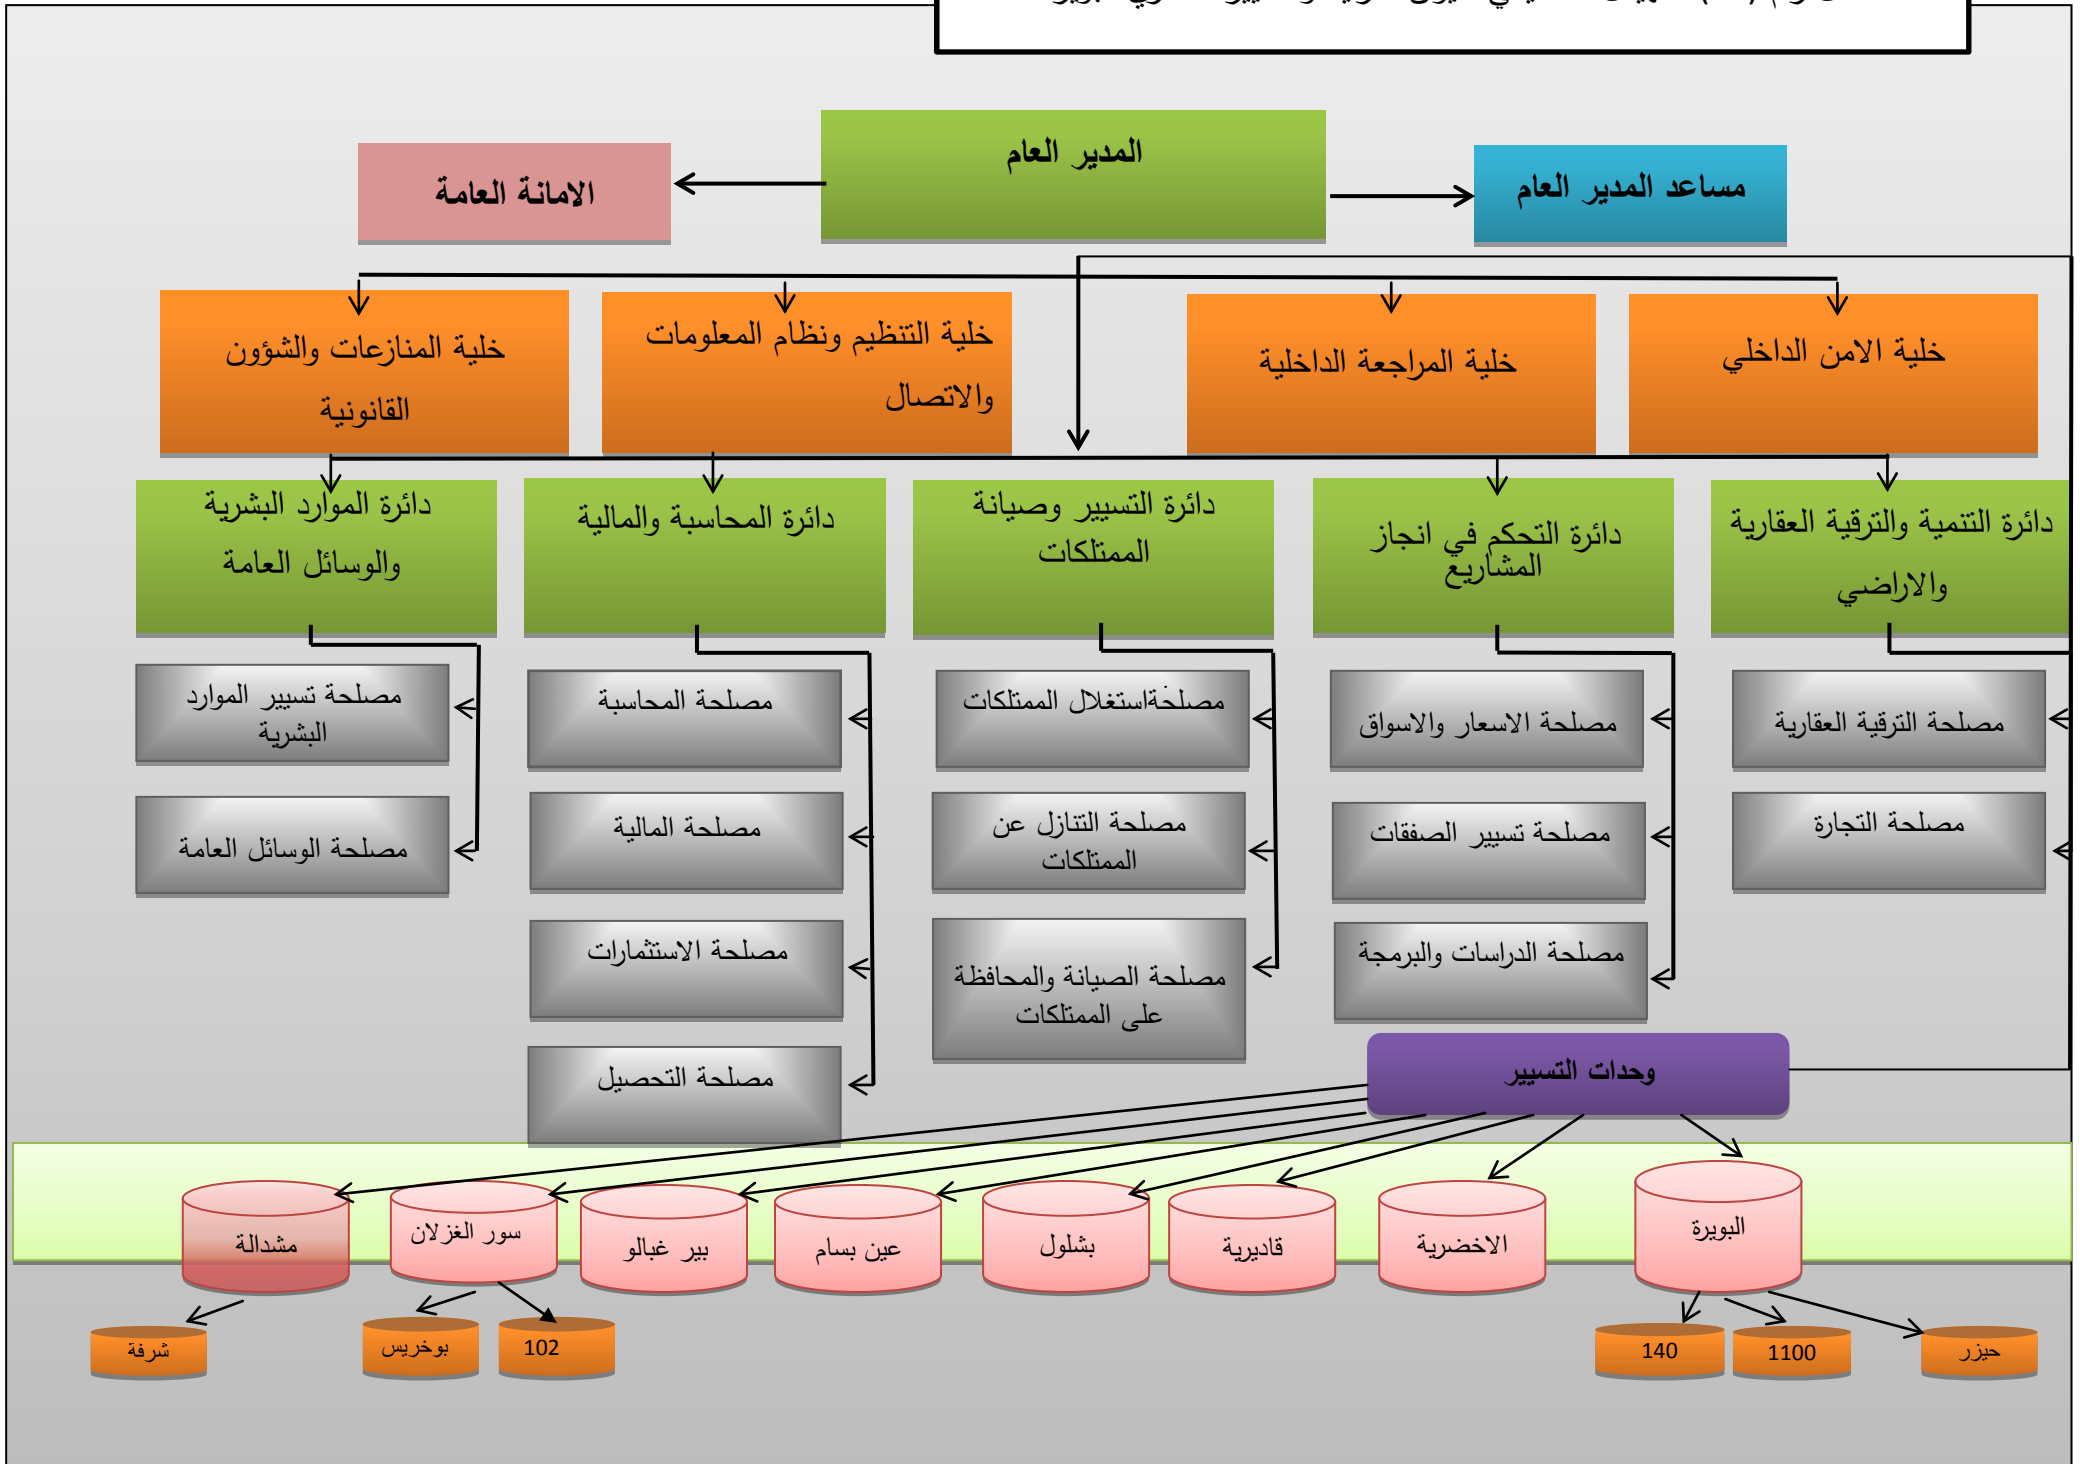 المدير العام
مساعد المدير العام
الامانة العامة
خلية الامن الداخلي
خلية المراجعة الداخلية
خلية التنظيم ونظام المعلومات
والاتصال
خلية المنازعات والشؤون
القانونية
دائرة التنمية والترقية العقارية
والاراضي
دائرة التحكم في انجاز
المشاريع
دائرة التسيير وصيانة
الممتلكات
دائرة المحاسبة والمالية
دائرة الموارد البشرية
والوسائل العامة
مصلحة الترقية العقارية
مصلحة التجارة
مصلحة الاسعار والاسواق
مصلحة تسيير الصفقات
مصلحة الدراسات والبرمجة
مصلحةاستغلال الممتلكات
مصلحة التنازل عن
الممتلكات
مصلحة الصيانة والمحافظة
على الممتلكات
مصلحة المحاسبة
مصلحة المالية
مصلحة الاستثمارات
مصلحة التحصيل
مصلحة تسيير الموارد
البشرية
مصلحة الوسائل العامة
وحدات التسيير
البويرة
الاخضرية
قاديرية
بشلول
عين بسام
بير غبالو
سور الغزلان
مشدالة
حيزر
1100
140
102
بوخريس
شرفة